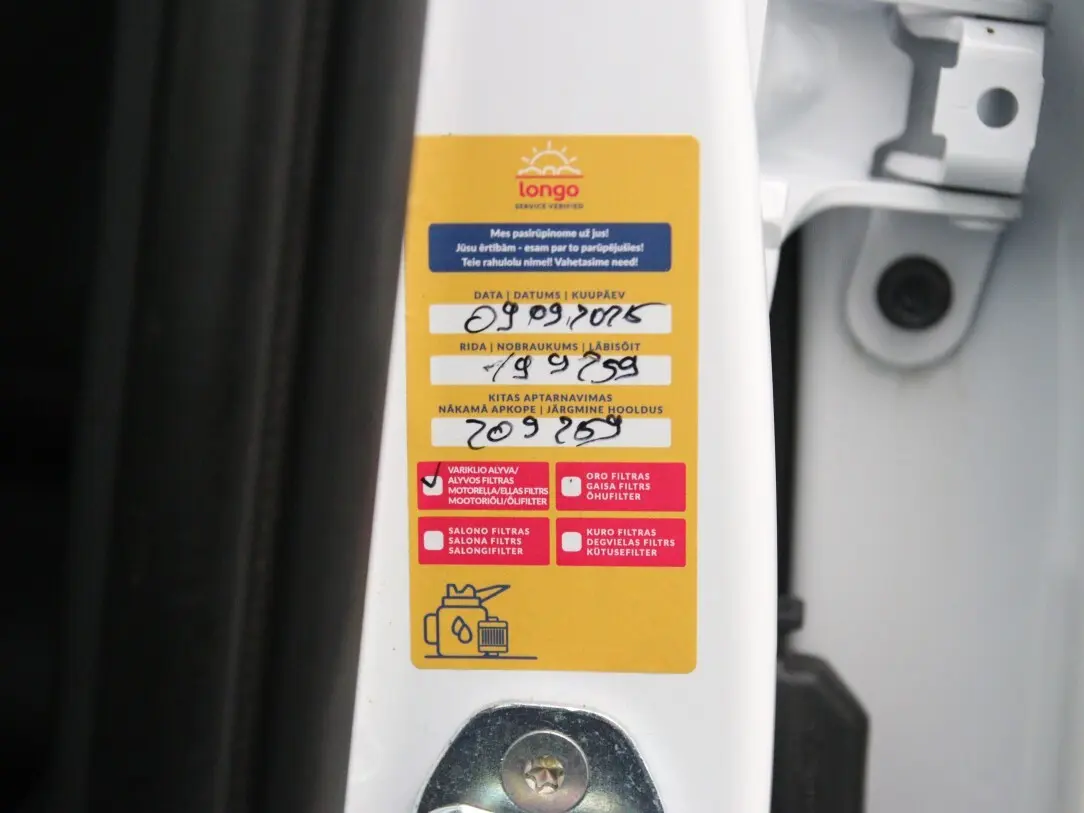 longo
SERVICE VERIFIED
Mes pasirūpinome už jus!
Jūsu ērtībām - esam par to parūpējušies!
Teie rahulolu nimel! Vahetasime need!
DATA | DATUMS | KUUPÄEV
09.09.2025
RIDA | NOBRAUKUMS | LÄBISÕIT
199259
KITAS APTARNAVIMAS
NĀKAMĀ APKOPE | JÄRGMINE HOOLDUS
209259
VARIKLIO ALYVA/
ALYVOS FILTRAS
MOTOREĻĻA/EĻĻAS FILTRS
MOOTORIÕLI/ÕLIFILTER
ORO FILTRAS
GAISA FILTRS
ÕHUFILTER
SALONO FILTRAS
SALONA FILTRS
SALONGIFILTER
KURO FILTRAS
DEGVIELAS FILTRS
KÜTUSEFILTER